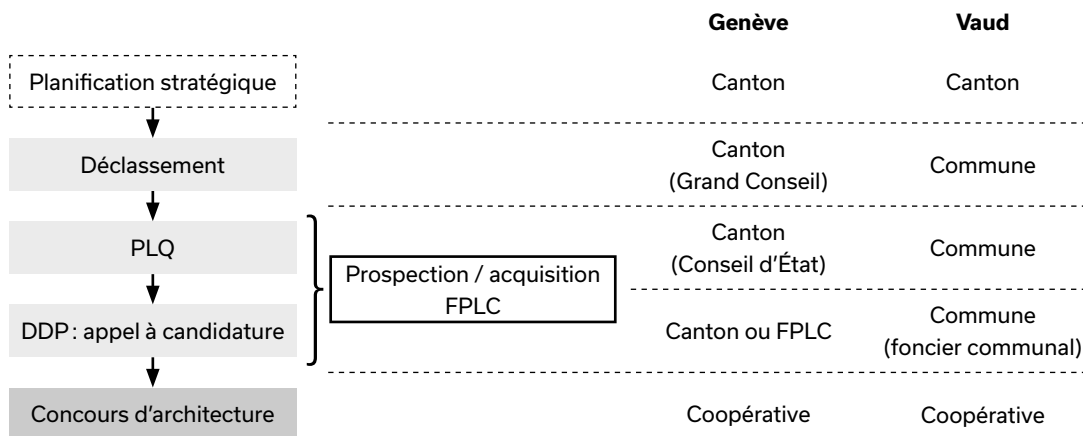 Genève Vaud
Planification stratégique Canton Canton
Déclassement Canton
(Grand Conseil) Commune
PLQ Canton
(Conseil d'État) Commune
Prospection / acquisition
FPLC
DDP : appel à candidature Canton ou FPLC Commune
(foncier communal)
Concours d'architecture Coopérative Coopérative